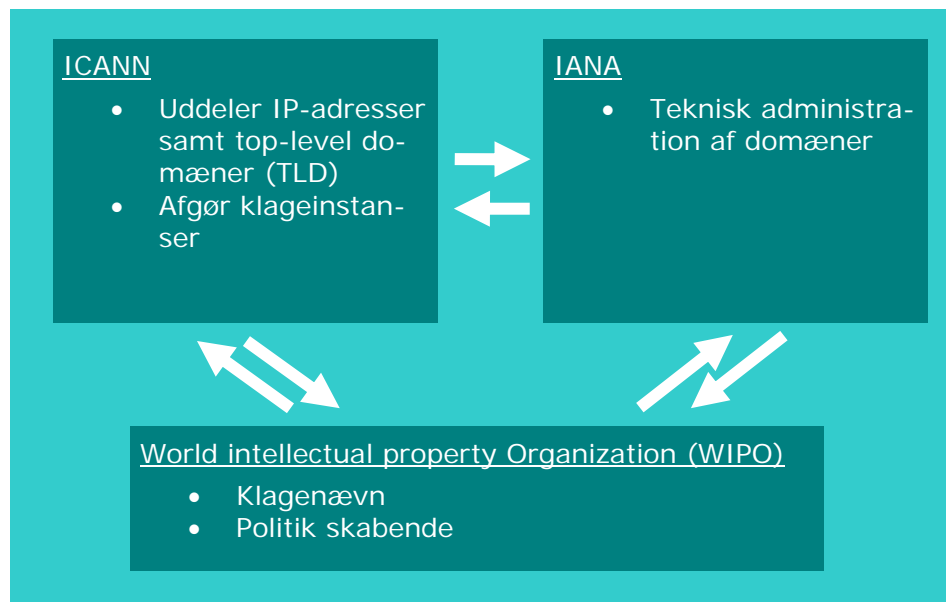 ICANN
• Uddeler IP-adresser
samt top-level do-
mæner (TLD)
• Afgør klageinstan-
ser
IANA
• Teknisk administra-
tion af domæner
World intellectual property Organization (WIPO)
• Klagenævn
• Politik skabende